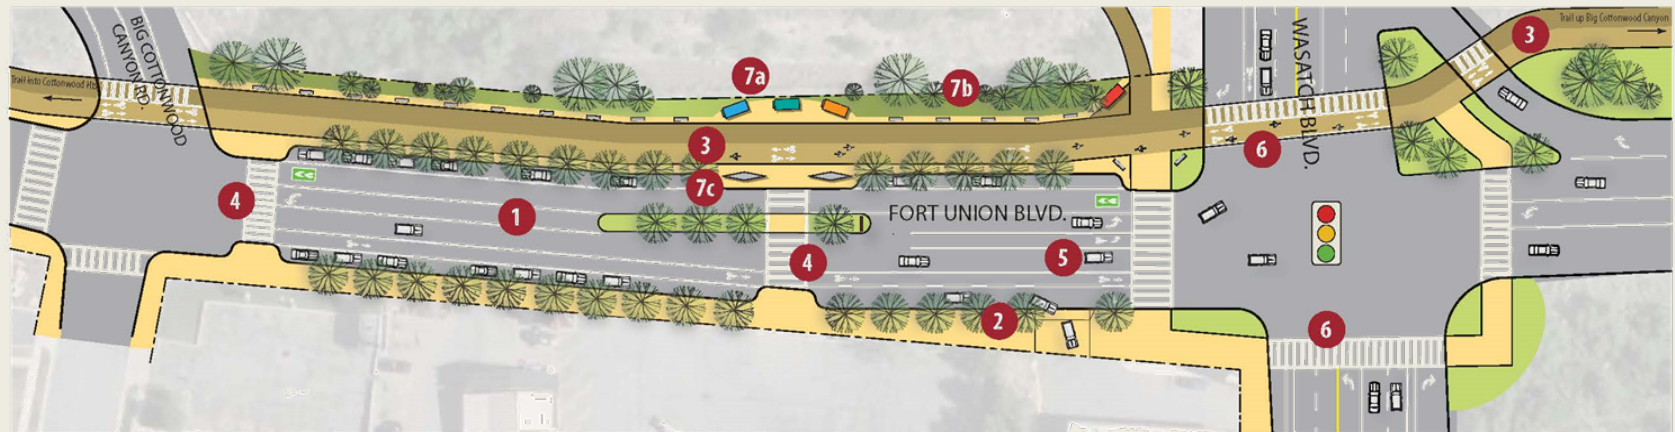 BIG COTTONWOOD
CANYON RD.
Trail into Cottonwood Hts
7a
7b
WASATCH BLVD.
3
Trail up Big Cottonwood Canyon
3
6
4
7c
1
FORT UNION BLVD.
4
5
2
6